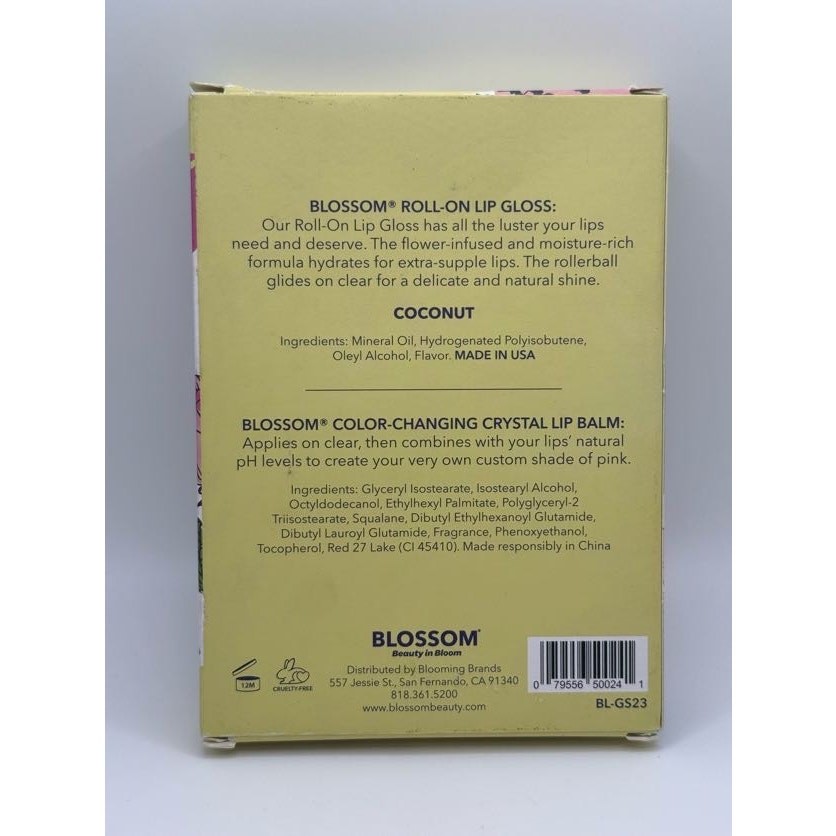 BLOSSOM® ROLL-ON LIP GLOSS:
Our Roll-On Lip Gloss has all the luster your lips
need and deserve. The flower-infused and moisture-rich
formula hydrates for extra-supple lips. The rollerball
glides on clear for a delicate and natural shine.
COCONUT
Ingredients: Mineral Oil, Hydrogenated Polyisobutene,
Oleyl Alcohol, Flavor. MADE IN USA
BLOSSOM® COLOR-CHANGING CRYSTAL LIP BALM:
Applies on clear, then combines with your lips' natural
pH levels to create your very own custom shade of pink.
Ingredients: Glyceryl Isostearate, Isostearyl Alcohol,
Octyldodecanol, Ethylhexyl Palmitate, Polyglyceryl-2
Triisostearate, Squalane, Dibutyl Ethylhexanoyl Glutamide,
Dibutyl Lauroyl Glutamide, Fragrance, Phenoxyethanol,
Tocopherol, Red 27 Lake (CI 45410). Made responsibly in China
BLOSSOM®
Beauty in Bloom
Distributed by Blooming Brands
557 Jessie St., San Fernando, CA 91340
818.361.5200
www.blossombeauty.com
12M
CRUELTY-FREE
0 79556 50024 1
BL-GS23